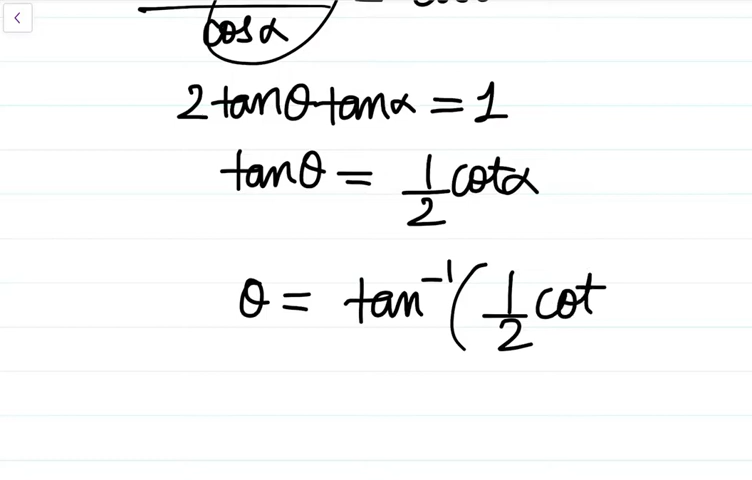 cosα
2tanθ tanα = 1
tanθ = 1/2 cotα
θ = tan⁻¹(1/2 cot